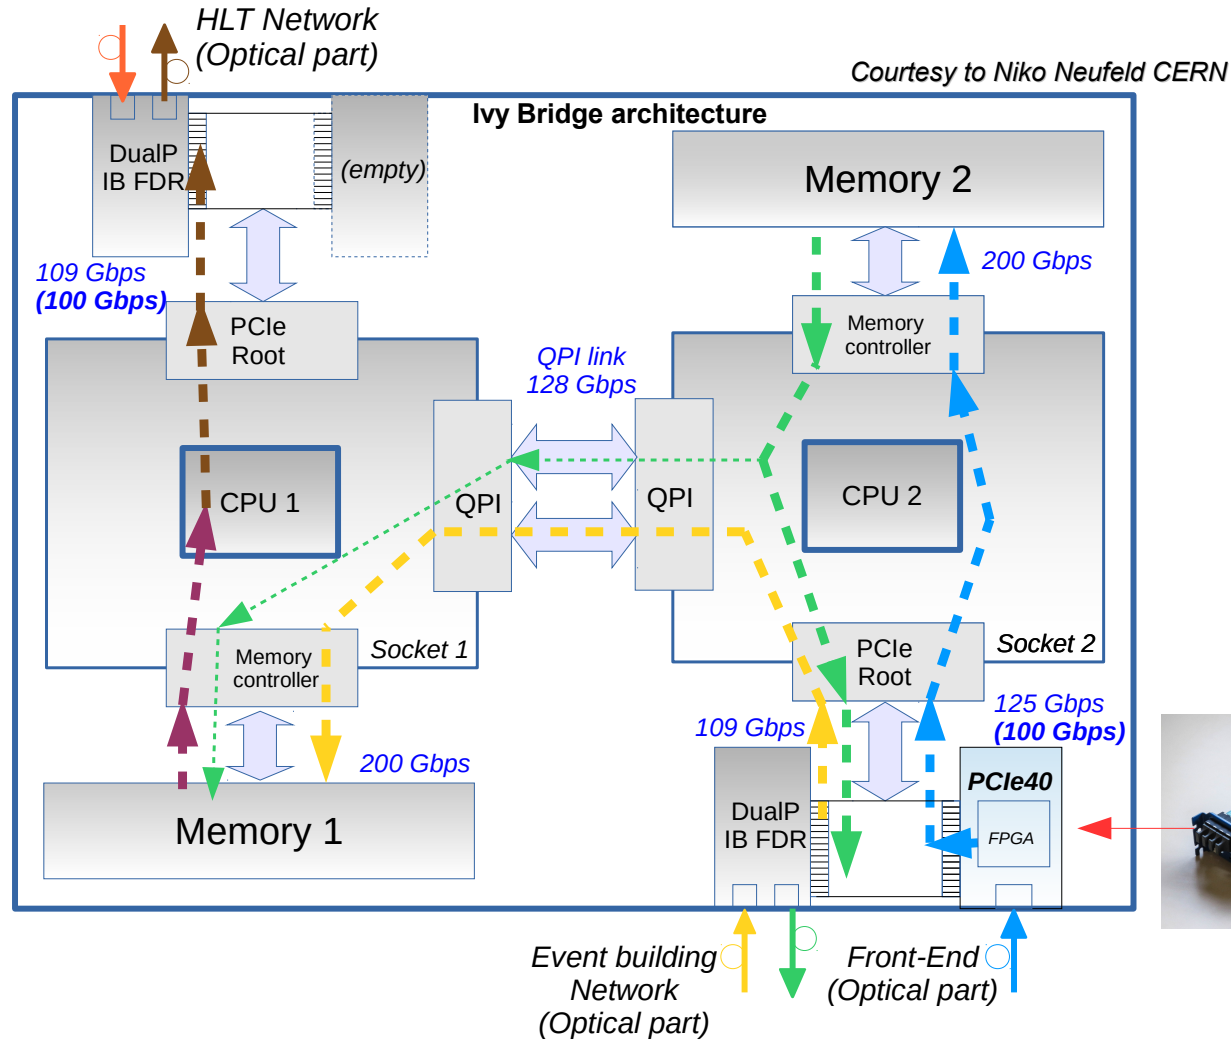 HLT Network
(Optical part)
Courtesy to Niko Neufeld CERN
Ivy Bridge architecture
DualP
IB FDR
(empty)
Memory 2
109 Gbps
(100 Gbps)
200 Gbps
PCIe
Root
Memory
controller
QPI link
128 Gbps
CPU 1
QPI
QPI
CPU 2
Memory
controller
Socket 1
PCIe
Root
Socket 2
200 Gbps
109 Gbps
125 Gbps
(100 Gbps)
Memory 1
DualP
IB FDR
PCIe40
FPGA
Event building
Network
(Optical part)
Front-End
(Optical part)